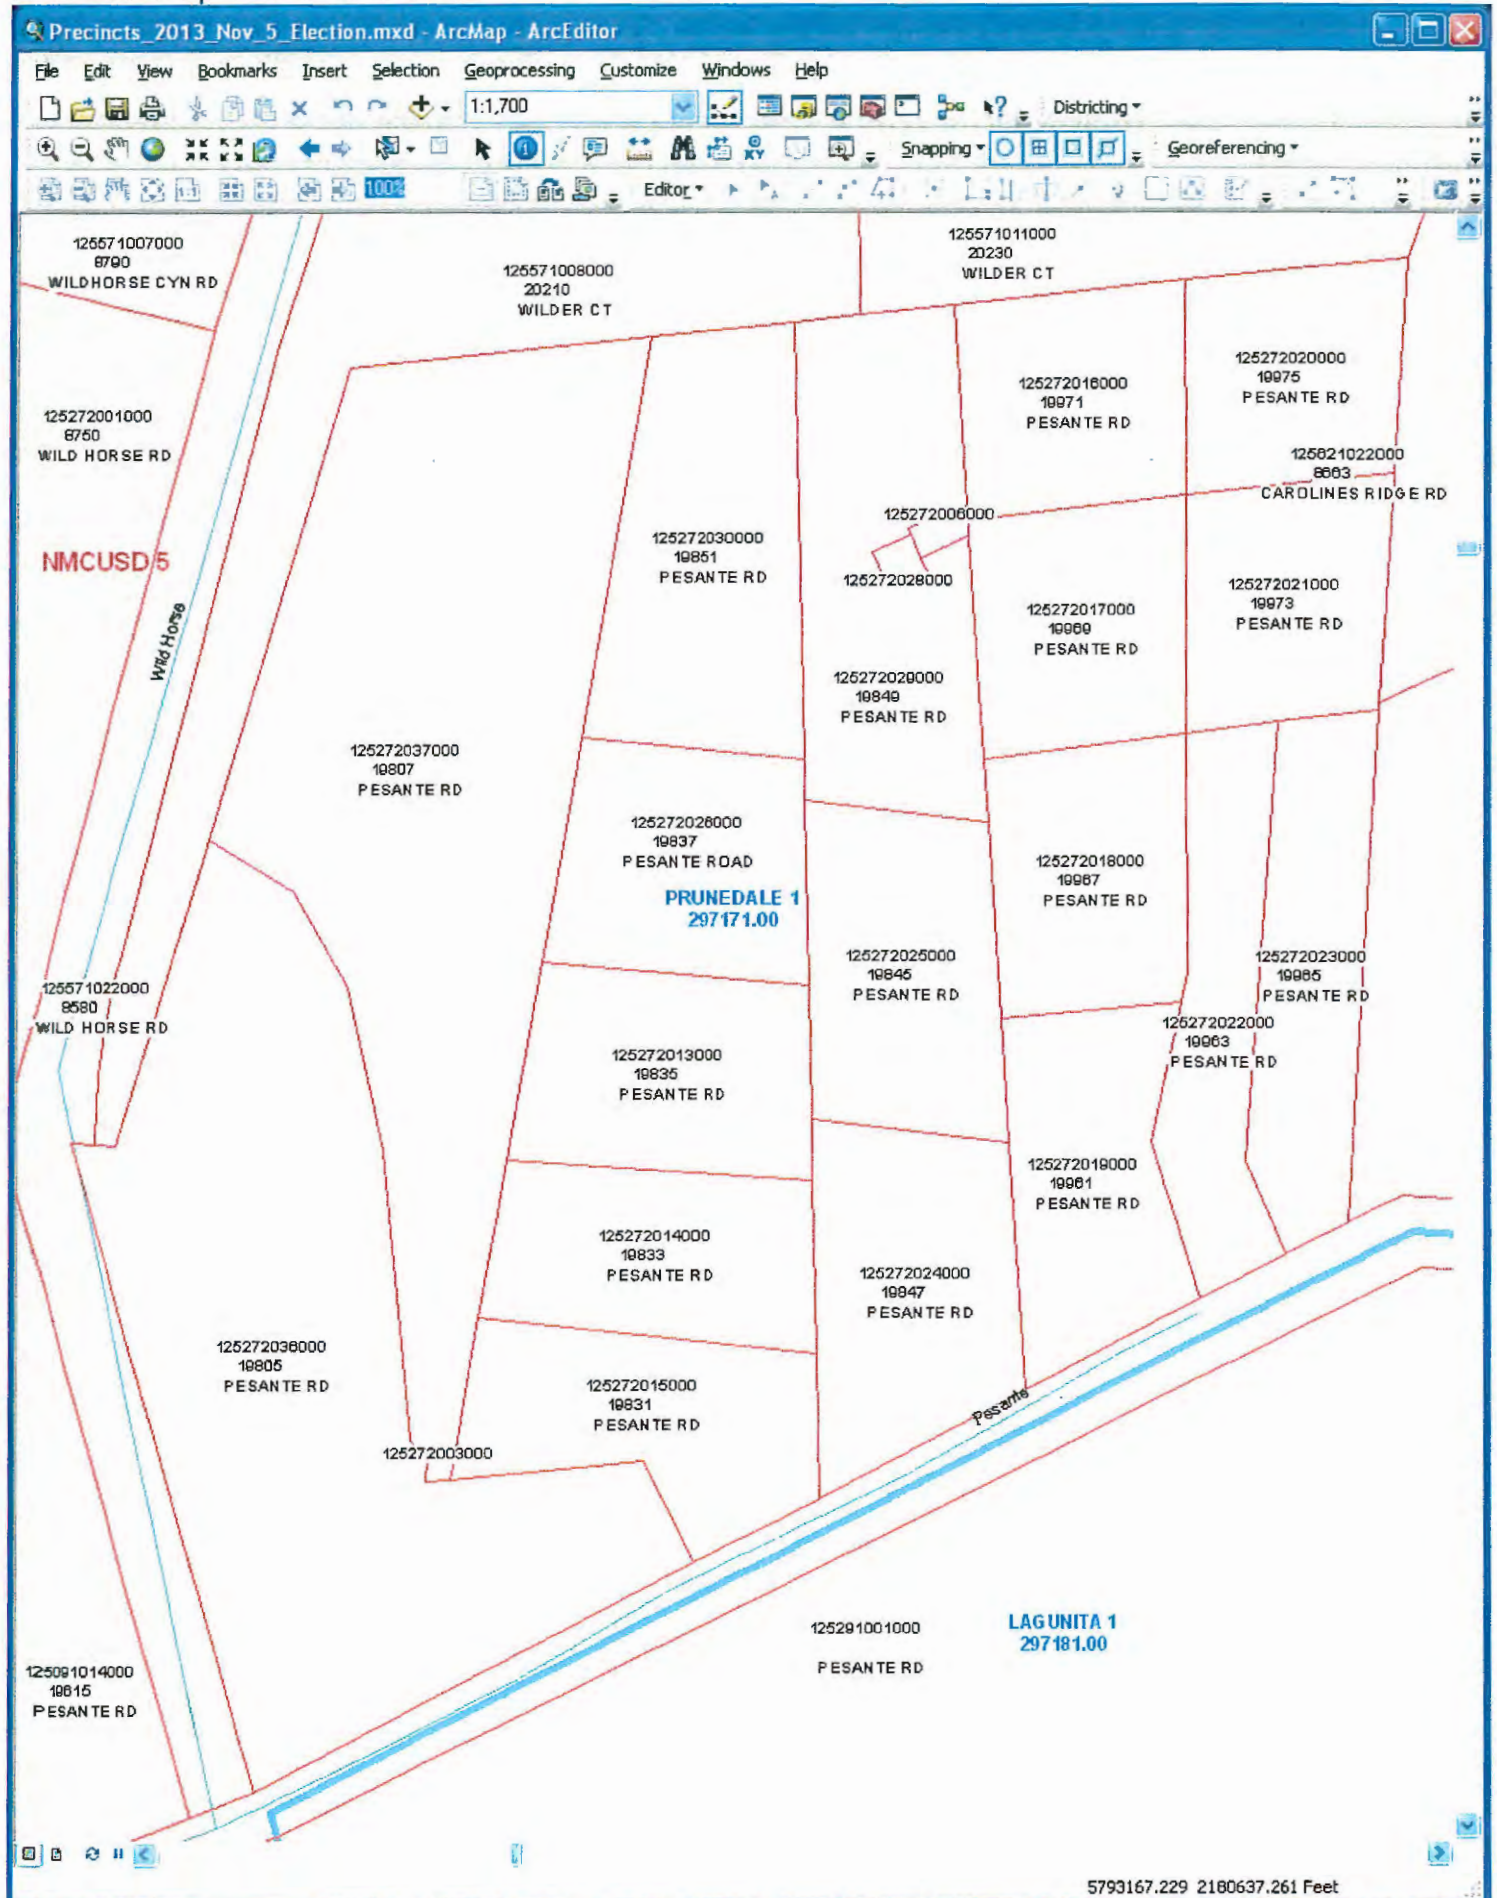 Precincts_2013_Nov_5_Election.mxd - ArcMap - ArcEditor
File Edit View Bookmarks Insert Selection Geoprocessing Customize Windows Help
1:1,700
Districting
Snapping
Georeferencing
100%
Editor
125571007000
8790
WILDHORSE CYN RD
125571008000
20210
WILDER CT
125571011000
20230
WILDER CT
125272001000
8750
WILD HORSE RD
125272016000
19971
PESANTE RD
125272020000
19975
PESANTE RD
125621022000
8663
CAROLINES RIDGE RD
NMCUSD 5
Wild Horse
125272030000
19851
PESANTE RD
125272006000
125272028000
125272017000
19969
PESANTE RD
125272021000
19973
PESANTE RD
125272029000
19849
PESANTE RD
125272037000
19807
PESANTE RD
125272026000
19837
PESANTE ROAD
PRUNEDALE 1
297171.00
125272018000
19967
PESANTE RD
125272025000
19845
PESANTE RD
125272023000
19965
PESANTE RD
125571022000
8580
WILD HORSE RD
125272022000
19963
PESANTE RD
125272013000
19835
PESANTE RD
125272019000
19961
PESANTE RD
125272014000
19833
PESANTE RD
125272024000
19847
PESANTE RD
125272036000
19805
PESANTE RD
125272015000
19831
PESANTE RD
Pesante
125272003000
125291001000
PESANTE RD
LAGUNITA 1
297181.00
125091014000
19615
PESANTE RD
5793167.229 2180637.261 Feet